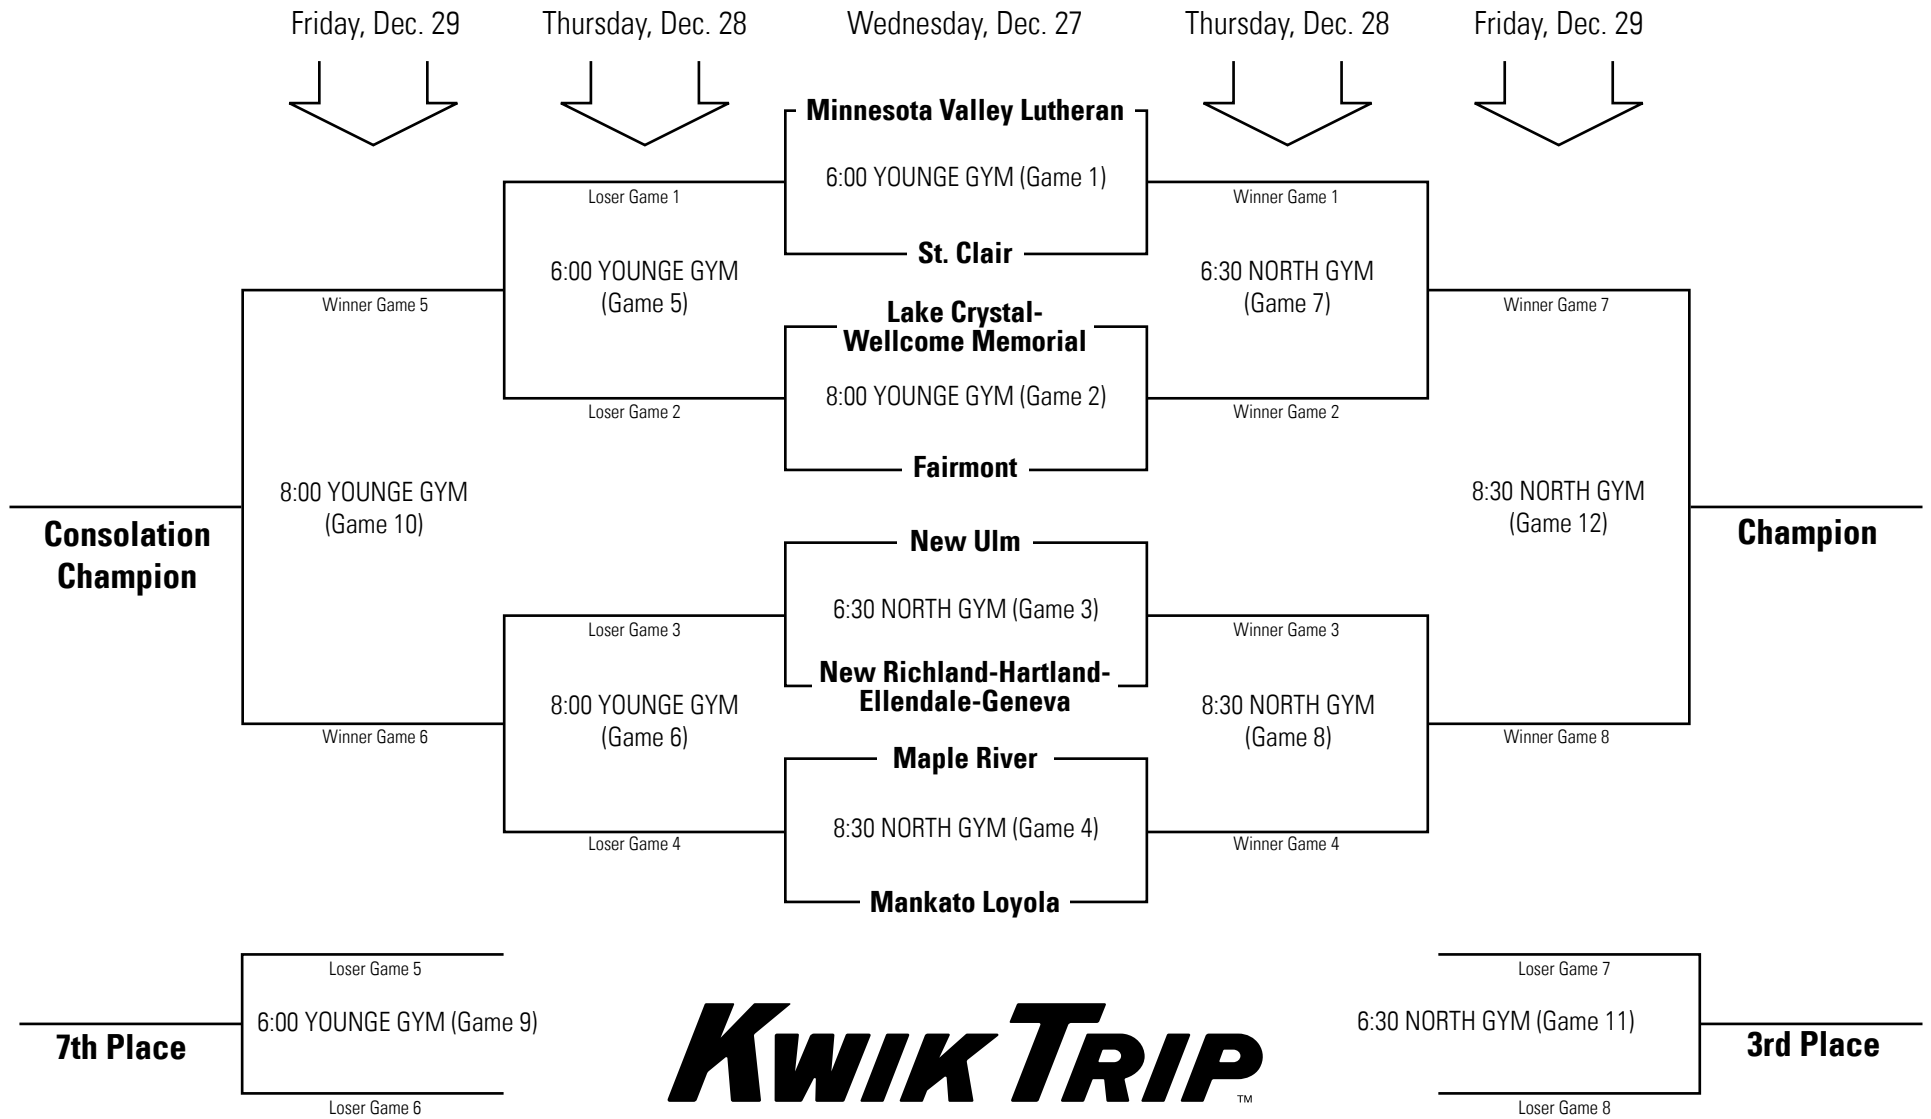 Friday, Dec. 29
Thursday, Dec. 28
Wednesday, Dec. 27
Thursday, Dec. 28
Friday, Dec. 29
Minnesota Valley Lutheran
6:00 YOUNGE GYM (Game 1)
Loser Game 1
Winner Game 1
St. Clair
6:00 YOUNGE GYM
(Game 5)
6:30 NORTH GYM
(Game 7)
Winner Game 5
Winner Game 7
Lake Crystal-
Wellcome Memorial
8:00 YOUNGE GYM (Game 2)
Loser Game 2
Winner Game 2
Fairmont
8:00 YOUNGE GYM
(Game 10)
8:30 NORTH GYM
(Game 12)
Consolation
Champion
Champion
New Ulm
6:30 NORTH GYM (Game 3)
Loser Game 3
Winner Game 3
New Richland-Hartland-
Ellendale-Geneva
8:00 YOUNGE GYM
(Game 6)
8:30 NORTH GYM
(Game 8)
Winner Game 6
Winner Game 8
Maple River
8:30 NORTH GYM (Game 4)
Loser Game 4
Winner Game 4
Mankato Loyola
Loser Game 5
6:00 YOUNGE GYM (Game 9)
7th Place
Loser Game 6
KWIK TRIP
TM
Loser Game 7
6:30 NORTH GYM (Game 11)
3rd Place
Loser Game 8